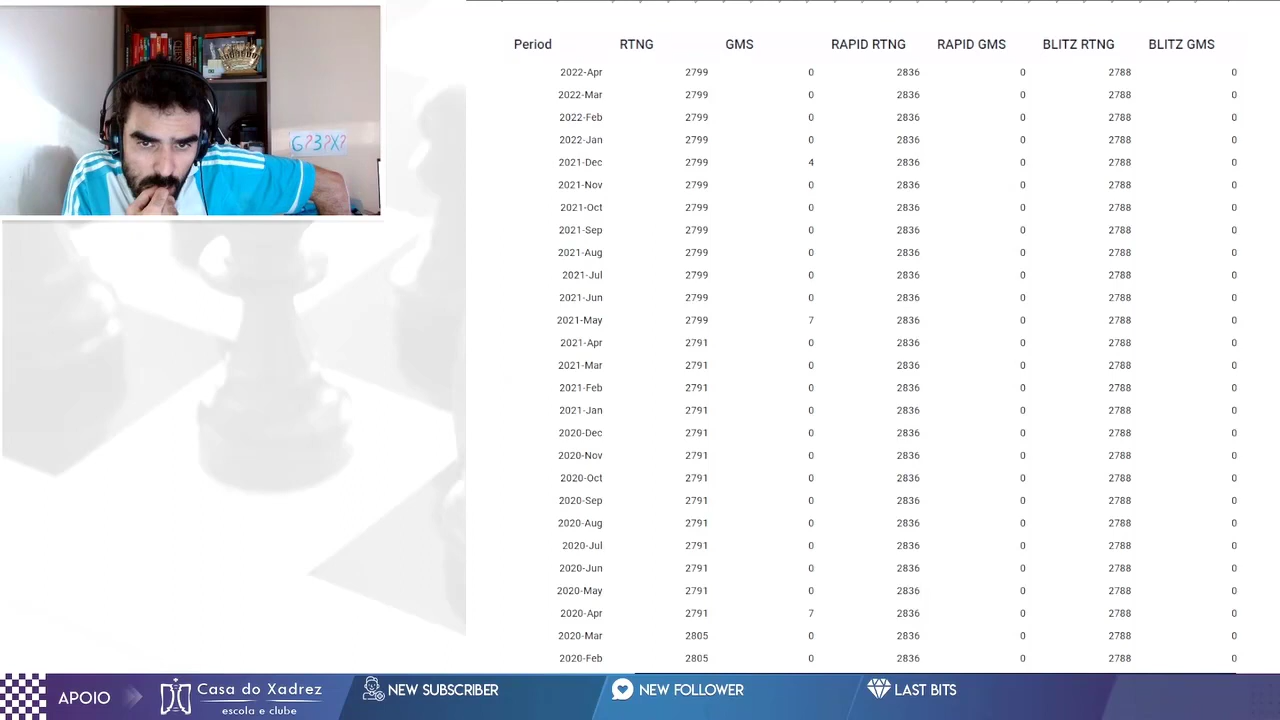 G?3?X?
Period RTNG GMS RAPID RTNG RAPID GMS BLITZ RTNG BLITZ GMS
2022-Apr 2799 0 2836 0 2788 0
2022-Mar 2799 0 2836 0 2788 0
2022-Feb 2799 0 2836 0 2788 0
2022-Jan 2799 0 2836 0 2788 0
2021-Dec 2799 4 2836 0 2788 0
2021-Nov 2799 0 2836 0 2788 0
2021-Oct 2799 0 2836 0 2788 0
2021-Sep 2799 0 2836 0 2788 0
2021-Aug 2799 0 2836 0 2788 0
2021-Jul 2799 0 2836 0 2788 0
2021-Jun 2799 0 2836 0 2788 0
2021-May 2799 7 2836 0 2788 0
2021-Apr 2791 0 2836 0 2788 0
2021-Mar 2791 0 2836 0 2788 0
2021-Feb 2791 0 2836 0 2788 0
2021-Jan 2791 0 2836 0 2788 0
2020-Dec 2791 0 2836 0 2788 0
2020-Nov 2791 0 2836 0 2788 0
2020-Oct 2791 0 2836 0 2788 0
2020-Sep 2791 0 2836 0 2788 0
2020-Aug 2791 0 2836 0 2788 0
2020-Jul 2791 0 2836 0 2788 0
2020-Jun 2791 0 2836 0 2788 0
2020-May 2791 0 2836 0 2788 0
2020-Apr 2791 7 2836 0 2788 0
2020-Mar 2805 0 2836 0 2788 0
2020-Feb 2805 0 2836 0 2788 0
APOIO
Casa do Xadrez
escola e clube
NEW SUBSCRIBER
NEW FOLLOWER
LAST BITS